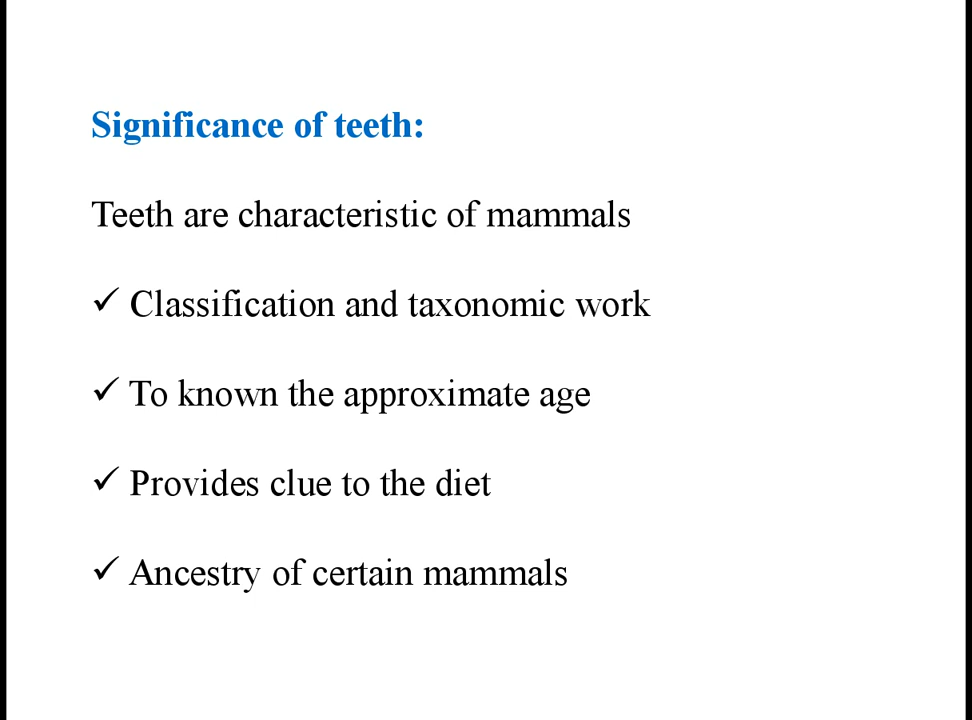 Significance of teeth:
Teeth are characteristic of mammals
✓ Classification and taxonomic work
✓ To known the approximate age
✓ Provides clue to the diet
✓ Ancestry of certain mammals